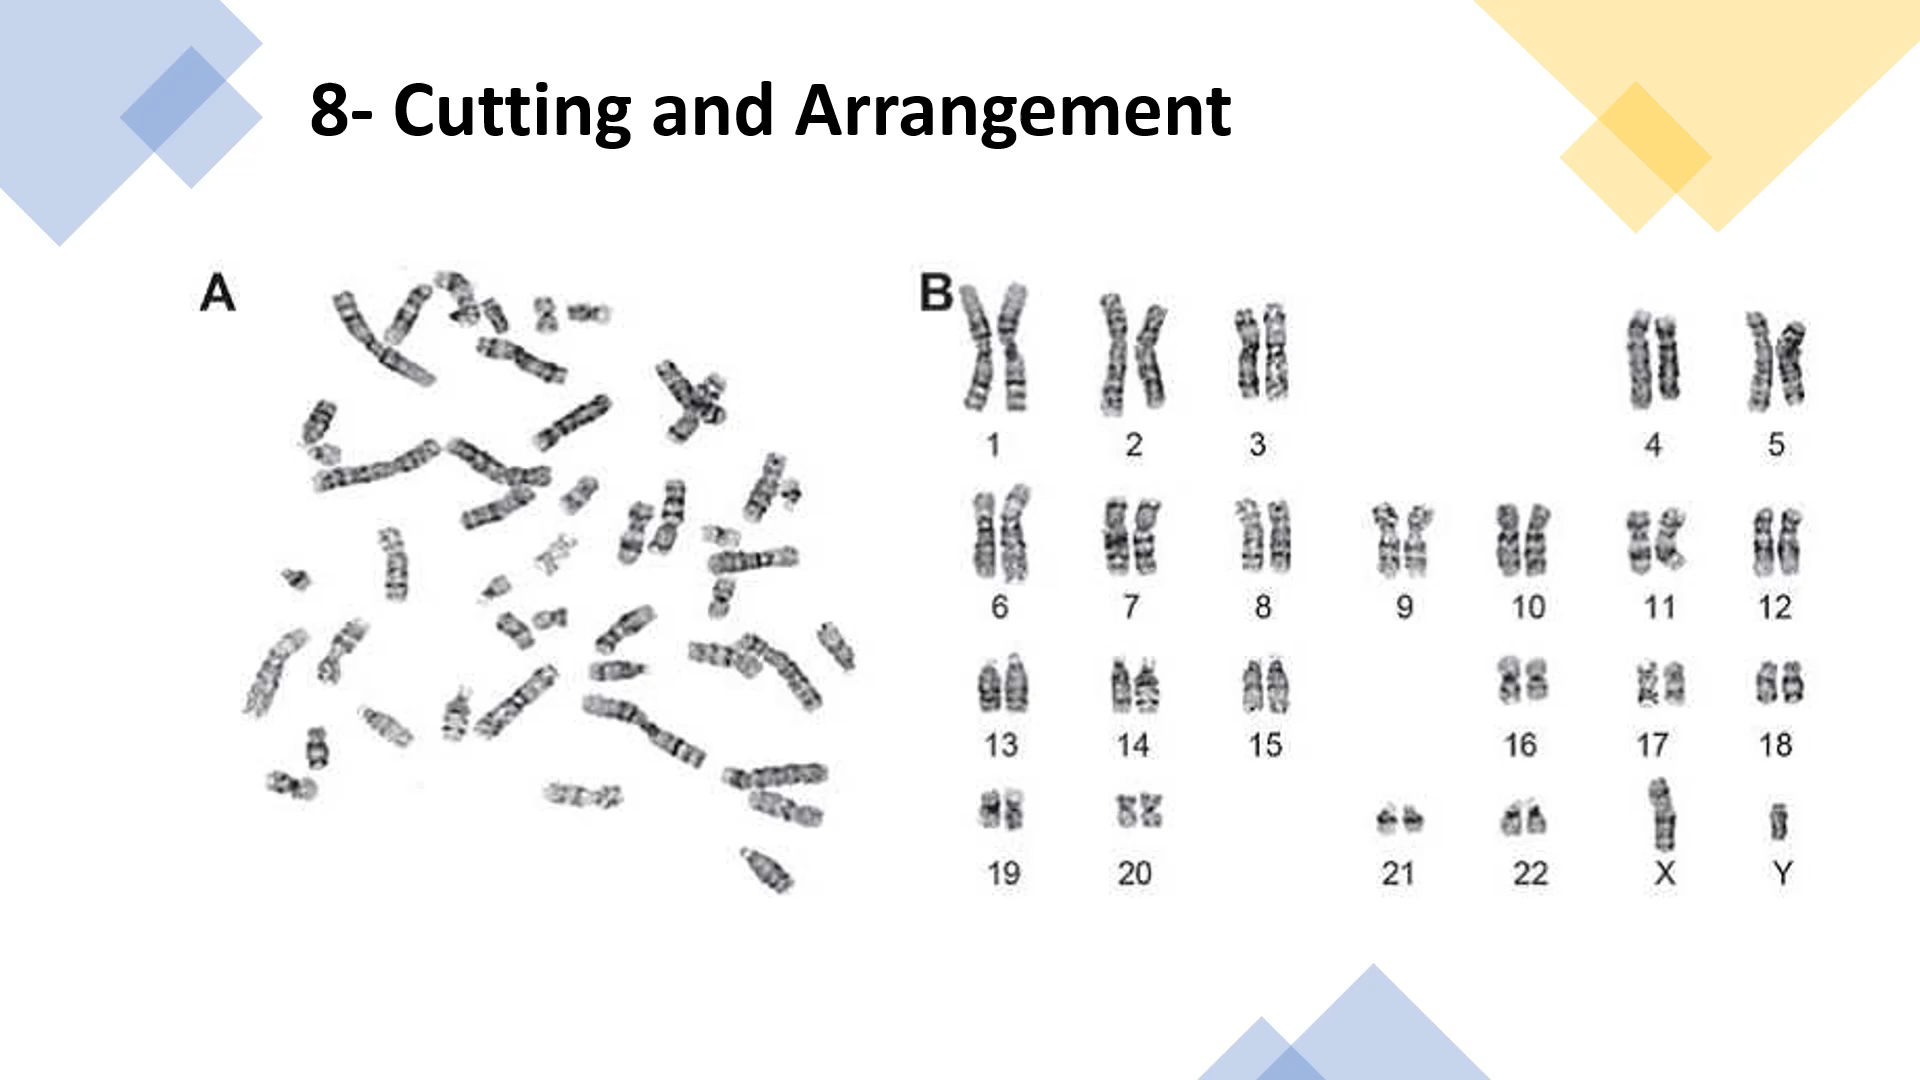 8- Cutting and Arrangement
A
B
1 2 3 4 5
6 7 8 9 10 11 12
13 14 15 16 17 18
19 20 21 22 X Y